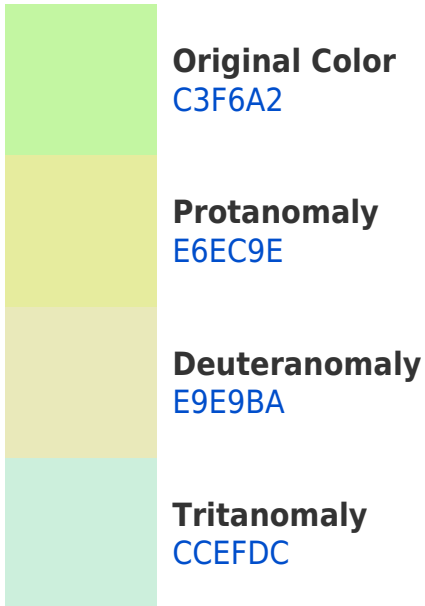 Original Color
C3F6A2
Protanomaly
E6EC9E
Deuteranomaly
E9E9BA
Tritanomaly
CCEFDC